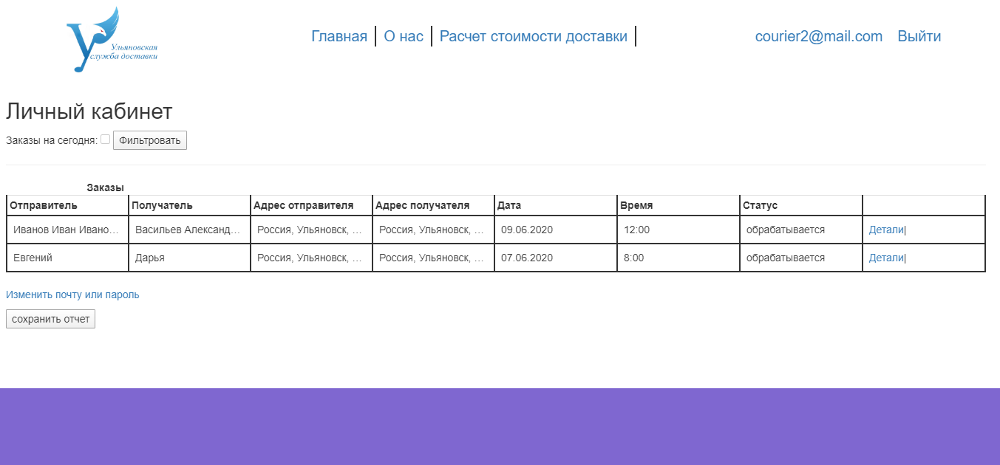 Ульяновская
служба доставки
Главная О нас Расчет стоимости доставки courier2@mail.com Выйти
Личный кабинет
Заказы на сегодня: Фильтровать
Заказы
Отправитель Получатель Адрес отправителя Адрес получателя Дата Время Статус
Иванов Иван Ивано... Васильев Александ... Россия, Ульяновск, ... Россия, Ульяновск, ... 09.06.2020 12:00 обрабатывается Детали|
Евгений Дарья Россия, Ульяновск, ... Россия, Ульяновск, ... 07.06.2020 8:00 обрабатывается Детали|
Изменить почту или пароль
сохранить отчет